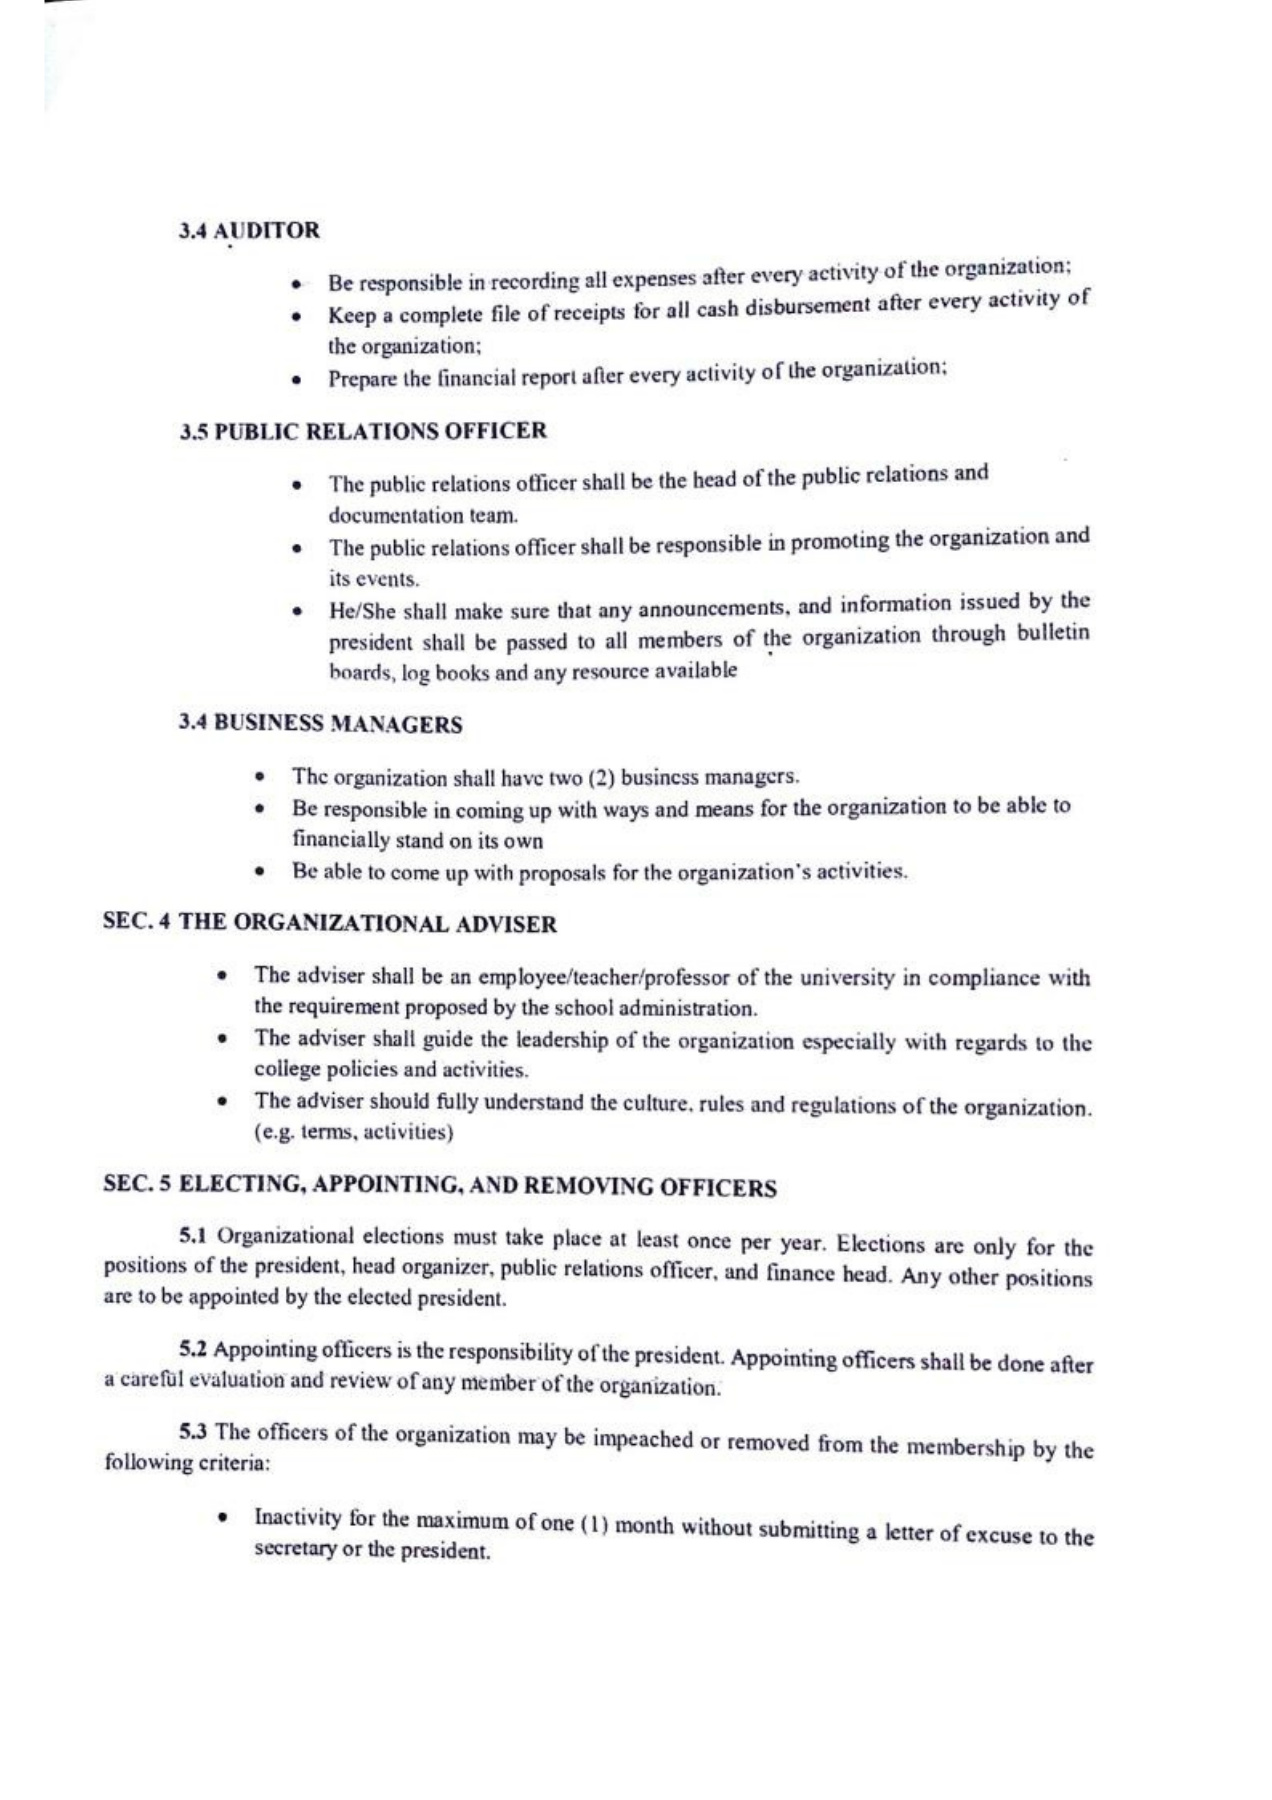 3.4 AUDITOR
• Be responsible in recording all expenses after every activity of the organization;
• Keep a complete file of receipts for all cash disbursement after every activity of
the organization;
• Prepare the financial report after every activity of the organization;
3.5 PUBLIC RELATIONS OFFICER
• The public relations officer shall be the head of the public relations and
documentation team.
• The public relations officer shall be responsible in promoting the organization and
its events.
• He/She shall make sure that any announcements, and information issued by the
president shall be passed to all members of the organization through bulletin
boards, log books and any resource available
3.4 BUSINESS MANAGERS
• The organization shall have two (2) business managers.
• Be responsible in coming up with ways and means for the organization to be able to
financially stand on its own
• Be able to come up with proposals for the organization's activities.
SEC. 4 THE ORGANIZATIONAL ADVISER
• The adviser shall be an employee/teacher/professor of the university in compliance with
the requirement proposed by the school administration.
• The adviser shall guide the leadership of the organization especially with regards to the
college policies and activities.
• The adviser should fully understand the culture, rules and regulations of the organization.
(e.g. terms, activities)
SEC. 5 ELECTING, APPOINTING, AND REMOVING OFFICERS
5.1 Organizational elections must take place at least once per year. Elections are only for the
positions of the president, head organizer, public relations officer, and finance head. Any other positions
are to be appointed by the elected president.
5.2 Appointing officers is the responsibility of the president. Appointing officers shall be done after
a careful evaluation and review of any member of the organization.
5.3 The officers of the organization may be impeached or removed from the membership by the
following criteria:
• Inactivity for the maximum of one (1) month without submitting a letter of excuse to the
secretary or the president.